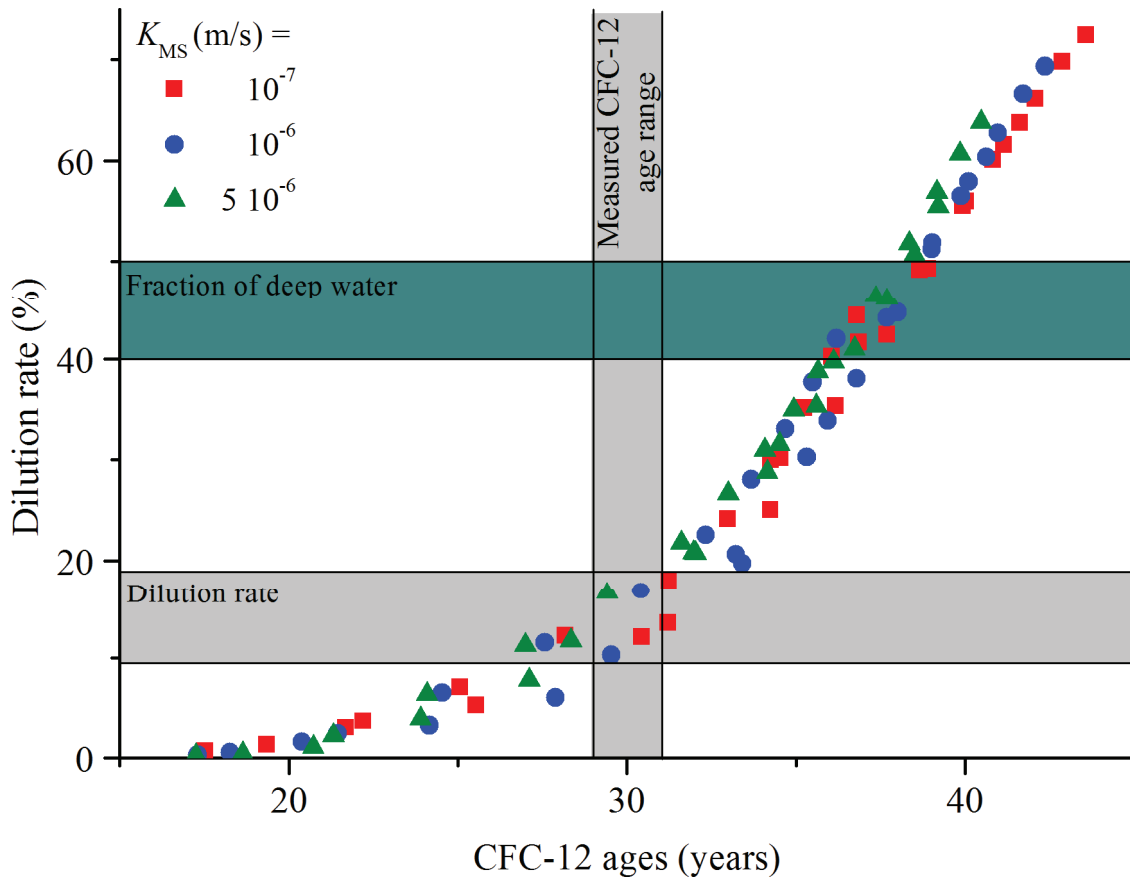 K_MS (m/s) =
10^-7
10^-6
5 10^-6
Measured CFC-12
age range
Fraction of deep water
Dilution rate
Dilution rate (%)
60
40
20
0
20
30
40
CFC-12 ages (years)